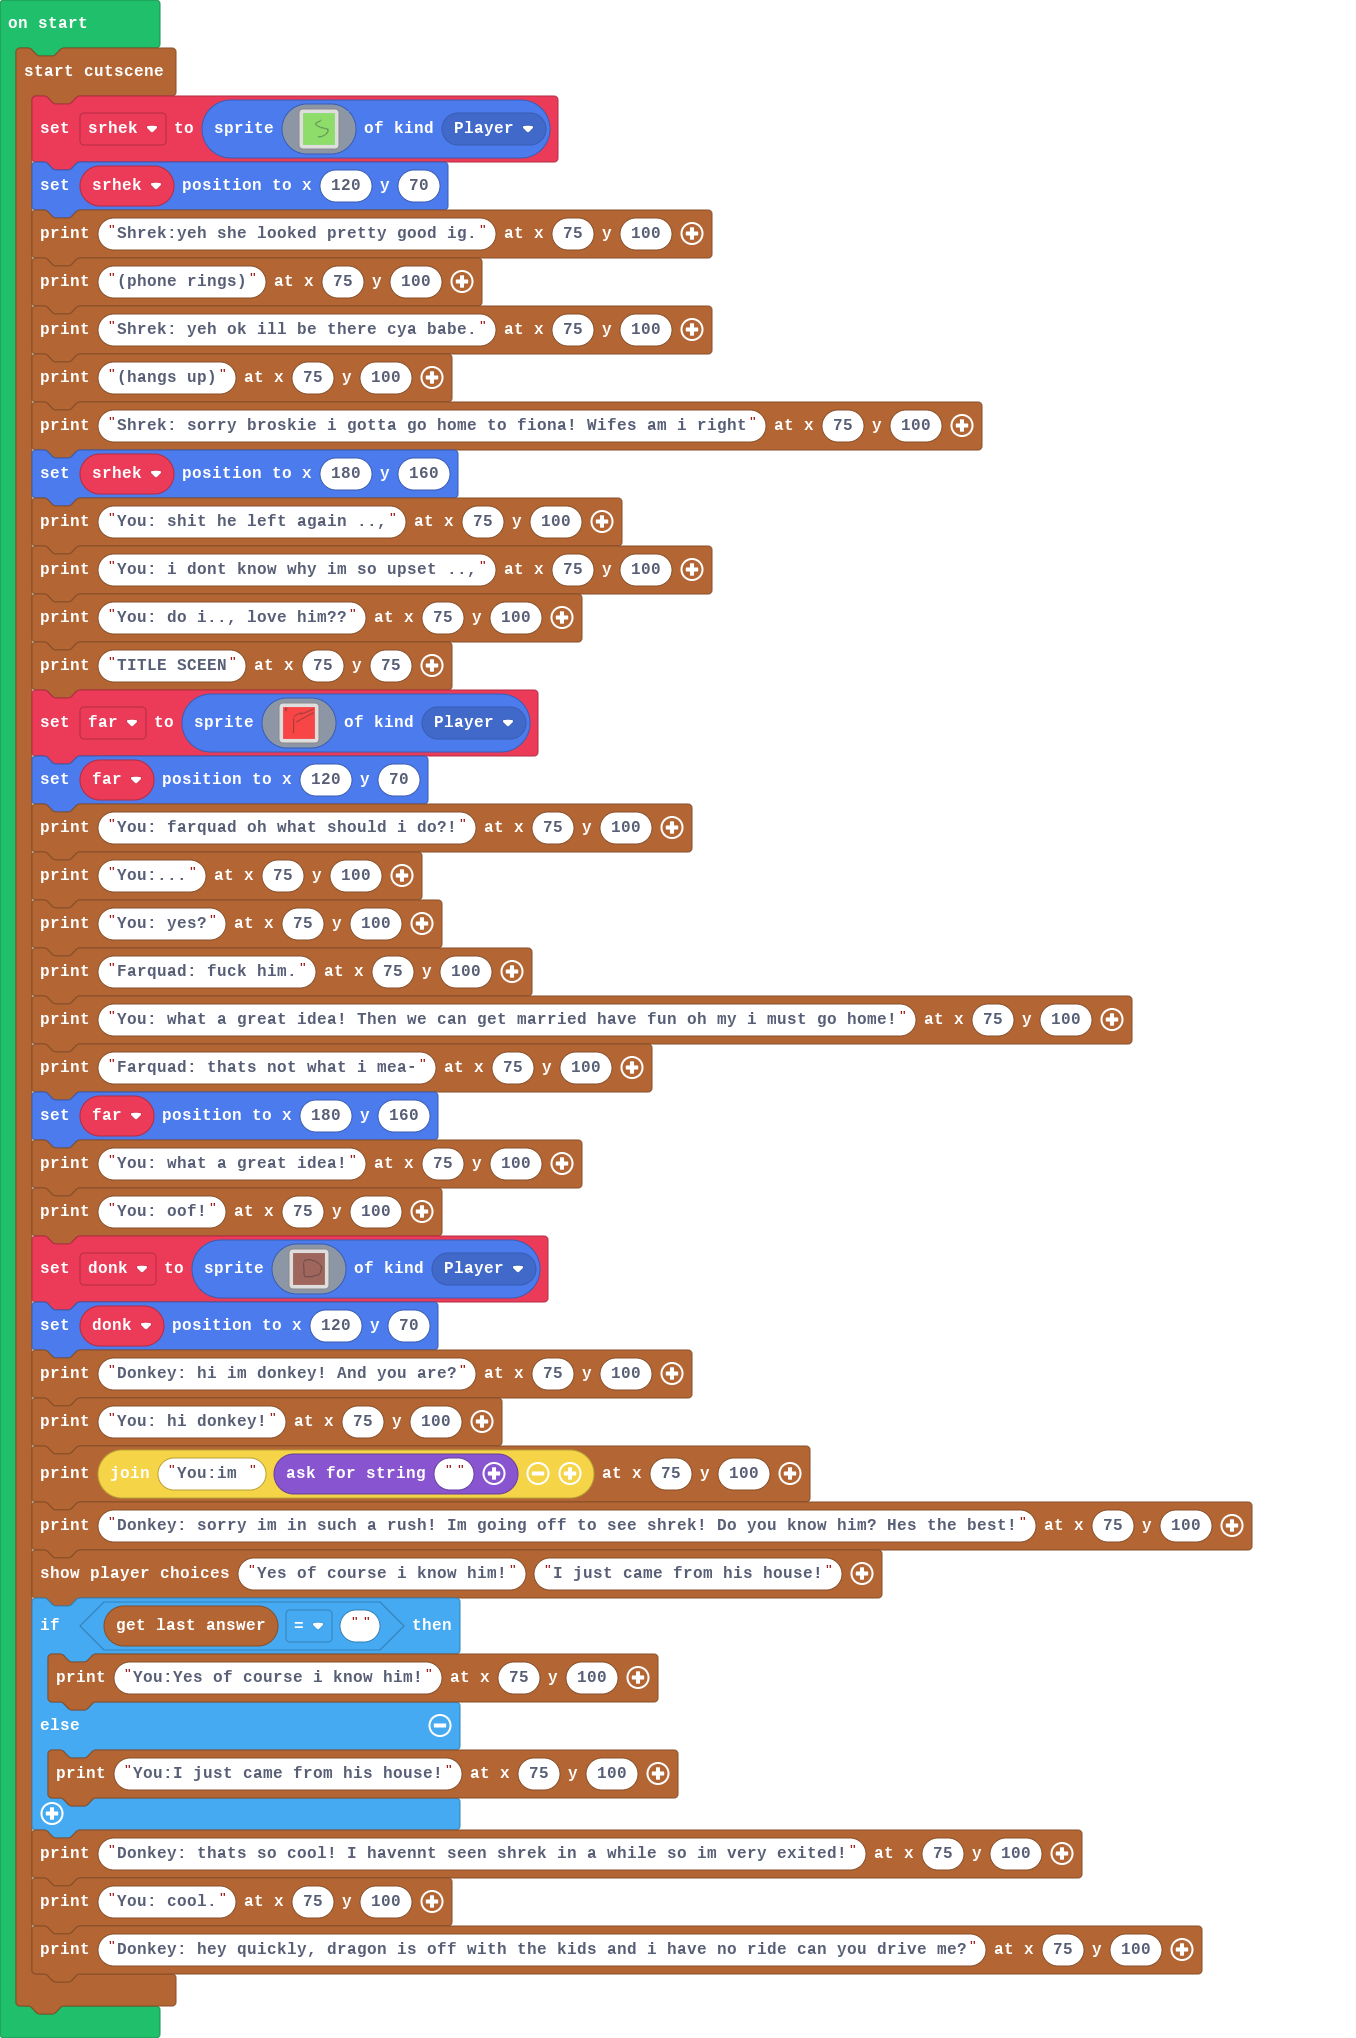 on start
start cutscene
set srhek to sprite of kind Player
set srhek position to x 120 y 70
print "Shrek:yeh she looked pretty good ig." at x 75 y 100
print "(phone rings)" at x 75 y 100
print "Shrek: yeh ok ill be there cya babe." at x 75 y 100
print "(hangs up)" at x 75 y 100
print "Shrek: sorry broskie i gotta go home to fiona! Wifes am i right" at x 75 y 100
set srhek position to x 180 y 160
print "You: shit he left again ..," at x 75 y 100
print "You: i dont know why im so upset ..," at x 75 y 100
print "You: do i.., love him??" at x 75 y 100
print "TITLE SCEEN" at x 75 y 75
set far to sprite of kind Player
set far position to x 120 y 70
print "You: farquad oh what should i do?!" at x 75 y 100
print "You:..." at x 75 y 100
print "You: yes?" at x 75 y 100
print "Farquad: fuck him." at x 75 y 100
print "You: what a great idea! Then we can get married have fun oh my i must go home!" at x 75 y 100
print "Farquad: thats not what i mea-" at x 75 y 100
set far position to x 180 y 160
print "You: what a great idea!" at x 75 y 100
print "You: oof!" at x 75 y 100
set donk to sprite of kind Player
set donk position to x 120 y 70
print "Donkey: hi im donkey! And you are?" at x 75 y 100
print "You: hi donkey!" at x 75 y 100
print join "You:im " ask for string "" at x 75 y 100
print "Donkey: sorry im in such a rush! Im going off to see shrek! Do you know him? Hes the best!" at x 75 y 100
show player choices "Yes of course i know him!" "I just came from his house!"
if get last answer = "" then
print "You:Yes of course i know him!" at x 75 y 100
else
print "You:I just came from his house!" at x 75 y 100
print "Donkey: thats so cool! I havennt seen shrek in a while so im very exited!" at x 75 y 100
print "You: cool." at x 75 y 100
print "Donkey: hey quickly, dragon is off with the kids and i have no ride can you drive me?" at x 75 y 100